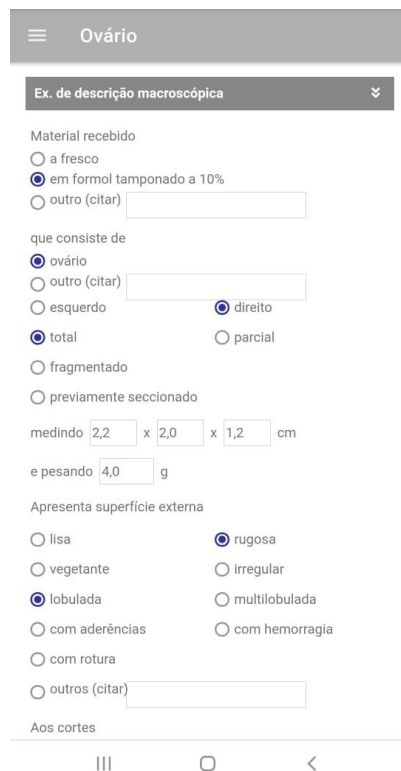 Ovário
Ex. de descrição macroscópica
Material recebido
a fresco
em formol tamponado a 10%
outro (citar)
que consiste de
ovário
outro (citar)
esquerdo direito
total parcial
fragmentado
previamente seccionado
medindo 2,2 x 2,0 x 1,2 cm
e pesando 4,0 g
Apresenta superfície externa
lisa rugosa
vegetante irregular
lobulada multilobulada
com aderências com hemorragia
com rotura
outros (citar)
Aos cortes